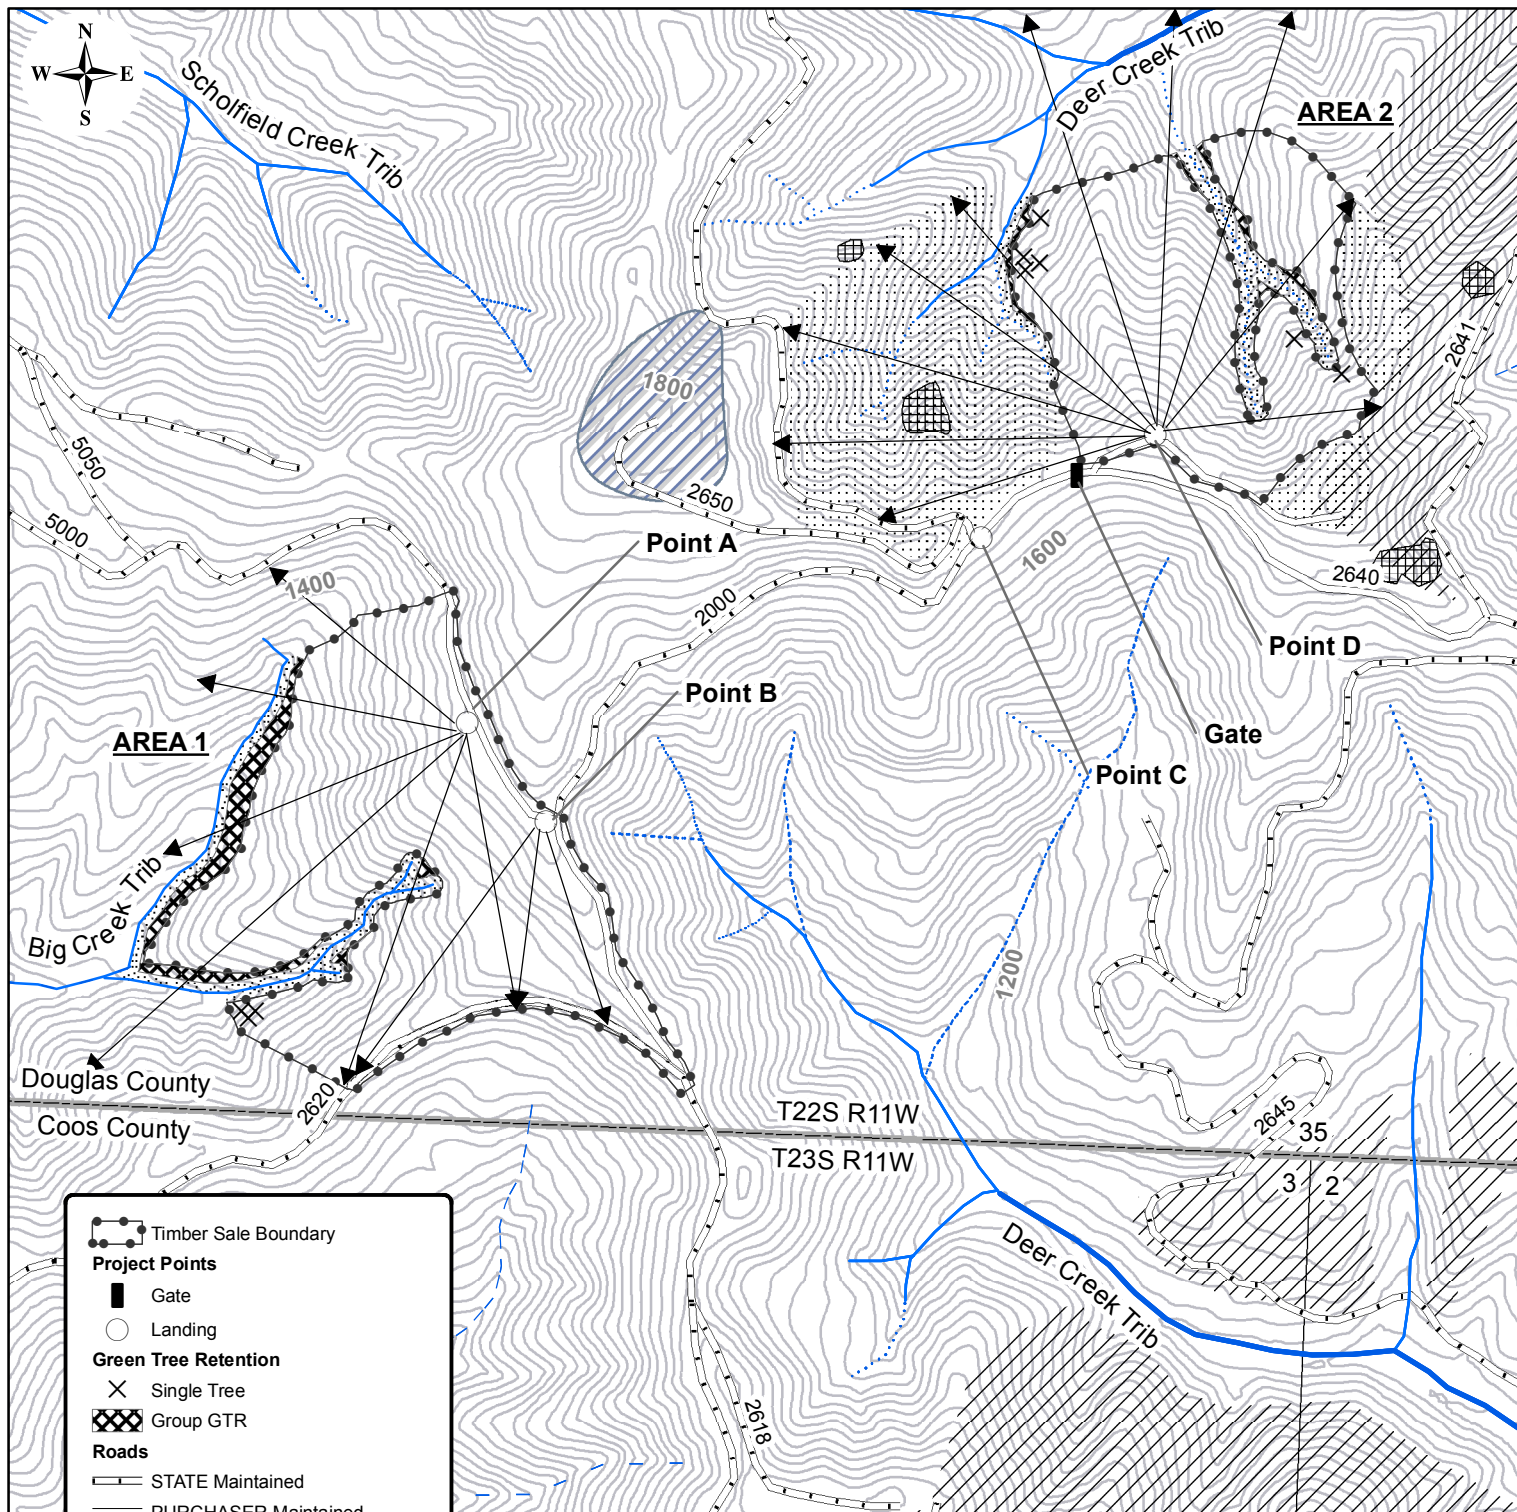 N
W E
S
Scholfield Creek Trib
Deer Creek Trib
AREA 2
2641
1800
5050
2650
5000
Point A
1600
2640
1400
2000
Point D
Point B
Gate
AREA 1
Point C
Big Creek Trib
1200
Douglas County
2620
T22S R11W
2645
35
Coos County
T23S R11W
3 2
Deer Creek Trib
2618
Timber Sale Boundary
Project Points
Gate
Landing
Green Tree Retention
Single Tree
Group GTR
Roads
STATE Maintained
PURCHASER Maintained